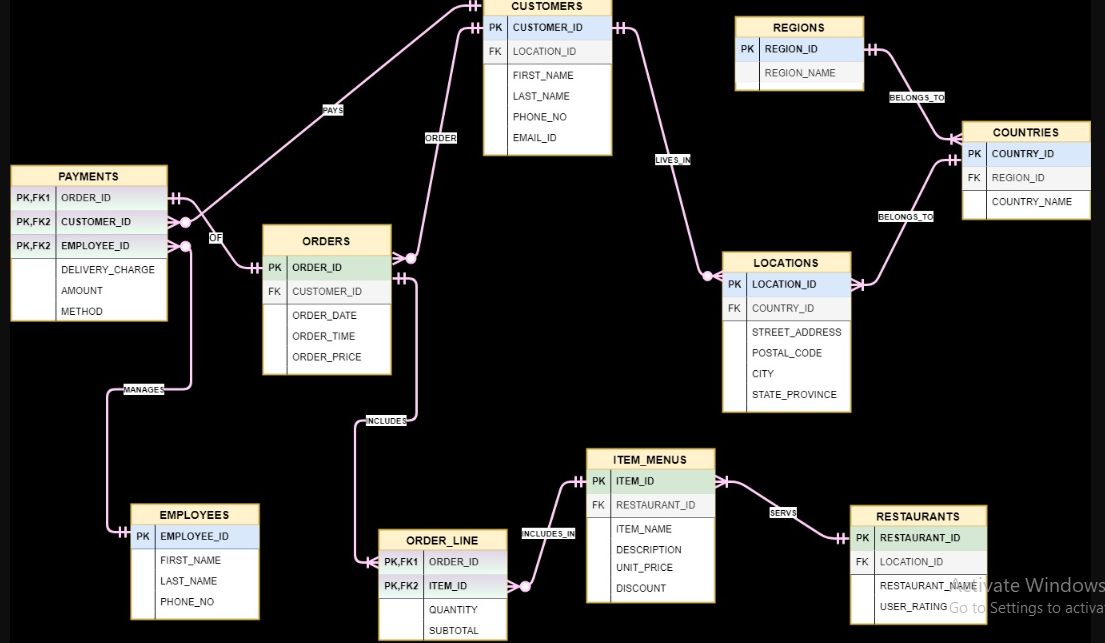 CUSTOMERS
PK CUSTOMER_ID
FK LOCATION_ID
FIRST_NAME
LAST_NAME
PHONE_NO
EMAIL_ID
REGIONS
PK REGION_ID
REGION_NAME
BELONGS_TO
COUNTRIES
PK COUNTRY_ID
FK REGION_ID
COUNTRY_NAME
PAYS
ORDER
LIVES_IN
BELONGS_TO
PAYMENTS
PK,FK1 ORDER_ID
PK,FK2 CUSTOMER_ID
PK,FK2 EMPLOYEE_ID
DELIVERY_CHARGE
AMOUNT
METHOD
OF
ORDERS
PK ORDER_ID
FK CUSTOMER_ID
ORDER_DATE
ORDER_TIME
ORDER_PRICE
LOCATIONS
PK LOCATION_ID
FK COUNTRY_ID
STREET_ADDRESS
POSTAL_CODE
CITY
STATE_PROVINCE
MANAGES
INCLUDES
EMPLOYEES
PK EMPLOYEE_ID
FIRST_NAME
LAST_NAME
PHONE_NO
ORDER_LINE
PK,FK1 ORDER_ID
PK,FK2 ITEM_ID
QUANTITY
SUBTOTAL
INCLUDES_IN
ITEM_MENUS
PK ITEM_ID
FK RESTAURANT_ID
ITEM_NAME
DESCRIPTION
UNIT_PRICE
DISCOUNT
SERVS
RESTAURANTS
PK RESTAURANT_ID
FK LOCATION_ID
RESTAURANT_NAME
USER_RATING
Activate Windows
Go to Settings to activa